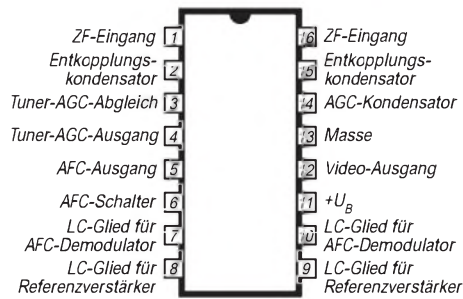 ZF-Eingang 1
Entkopplungs-
kondensator 2
Tuner-AGC-Abgleich 3
Tuner-AGC-Ausgang 4
AFC-Ausgang 5
AFC-Schalter 6
LC-Glied für
AFC-Demodulator 7
LC-Glied für
Referenzverstärker 8
16 ZF-Eingang
15 Entkopplungs-
kondensator
14 AGC-Kondensator
13 Masse
12 Video-Ausgang
11 +U_B
10 LC-Glied für
AFC-Demodulator
9 LC-Glied für
Referenzverstärker